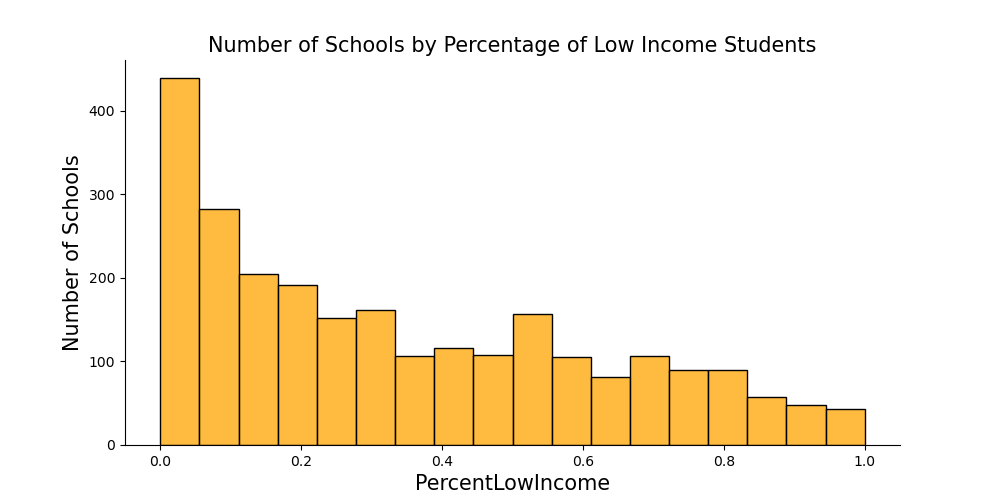 Number of Schools by Percentage of Low Income Students
Number of Schools
400
300
200
100
0
0.0 0.2 0.4 0.6 0.8 1.0
PercentLowIncome